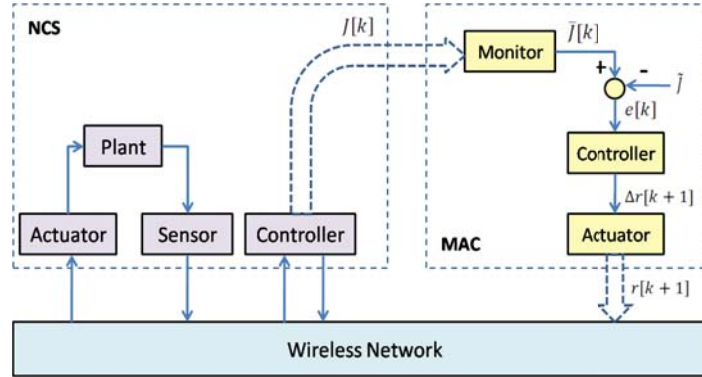 NCS
J[k]
Monitor
J̄[k]
+
-
J̃
e[k]
Plant
Controller
Δr[k+1]
Actuator
Sensor
Controller
MAC
Actuator
r[k+1]
Wireless Network